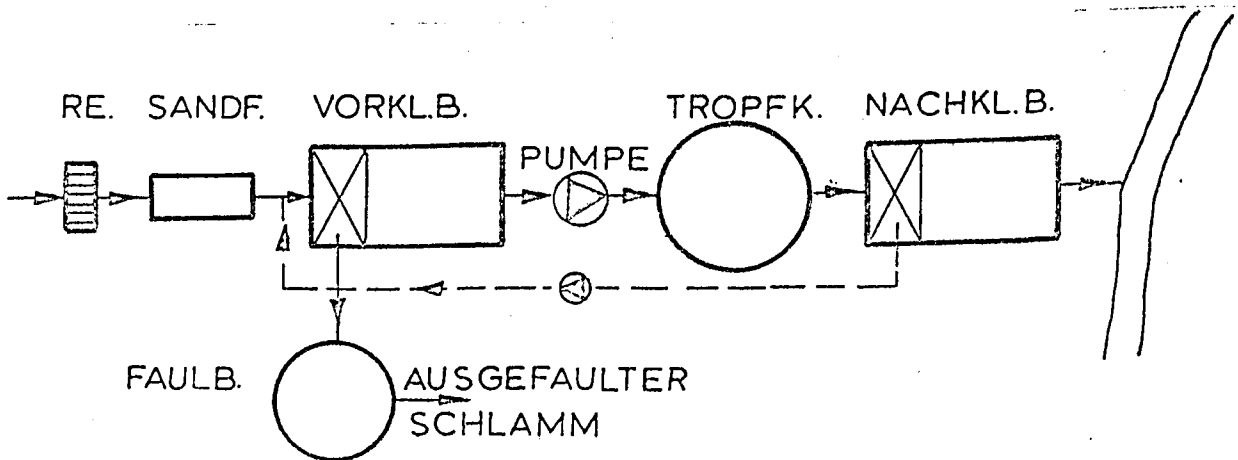 RE. SANDF. VORKL.B. TROPFK. NACHKL.B.
PUMPE
FAULB.
AUSGEFAULTER
SCHLAMM